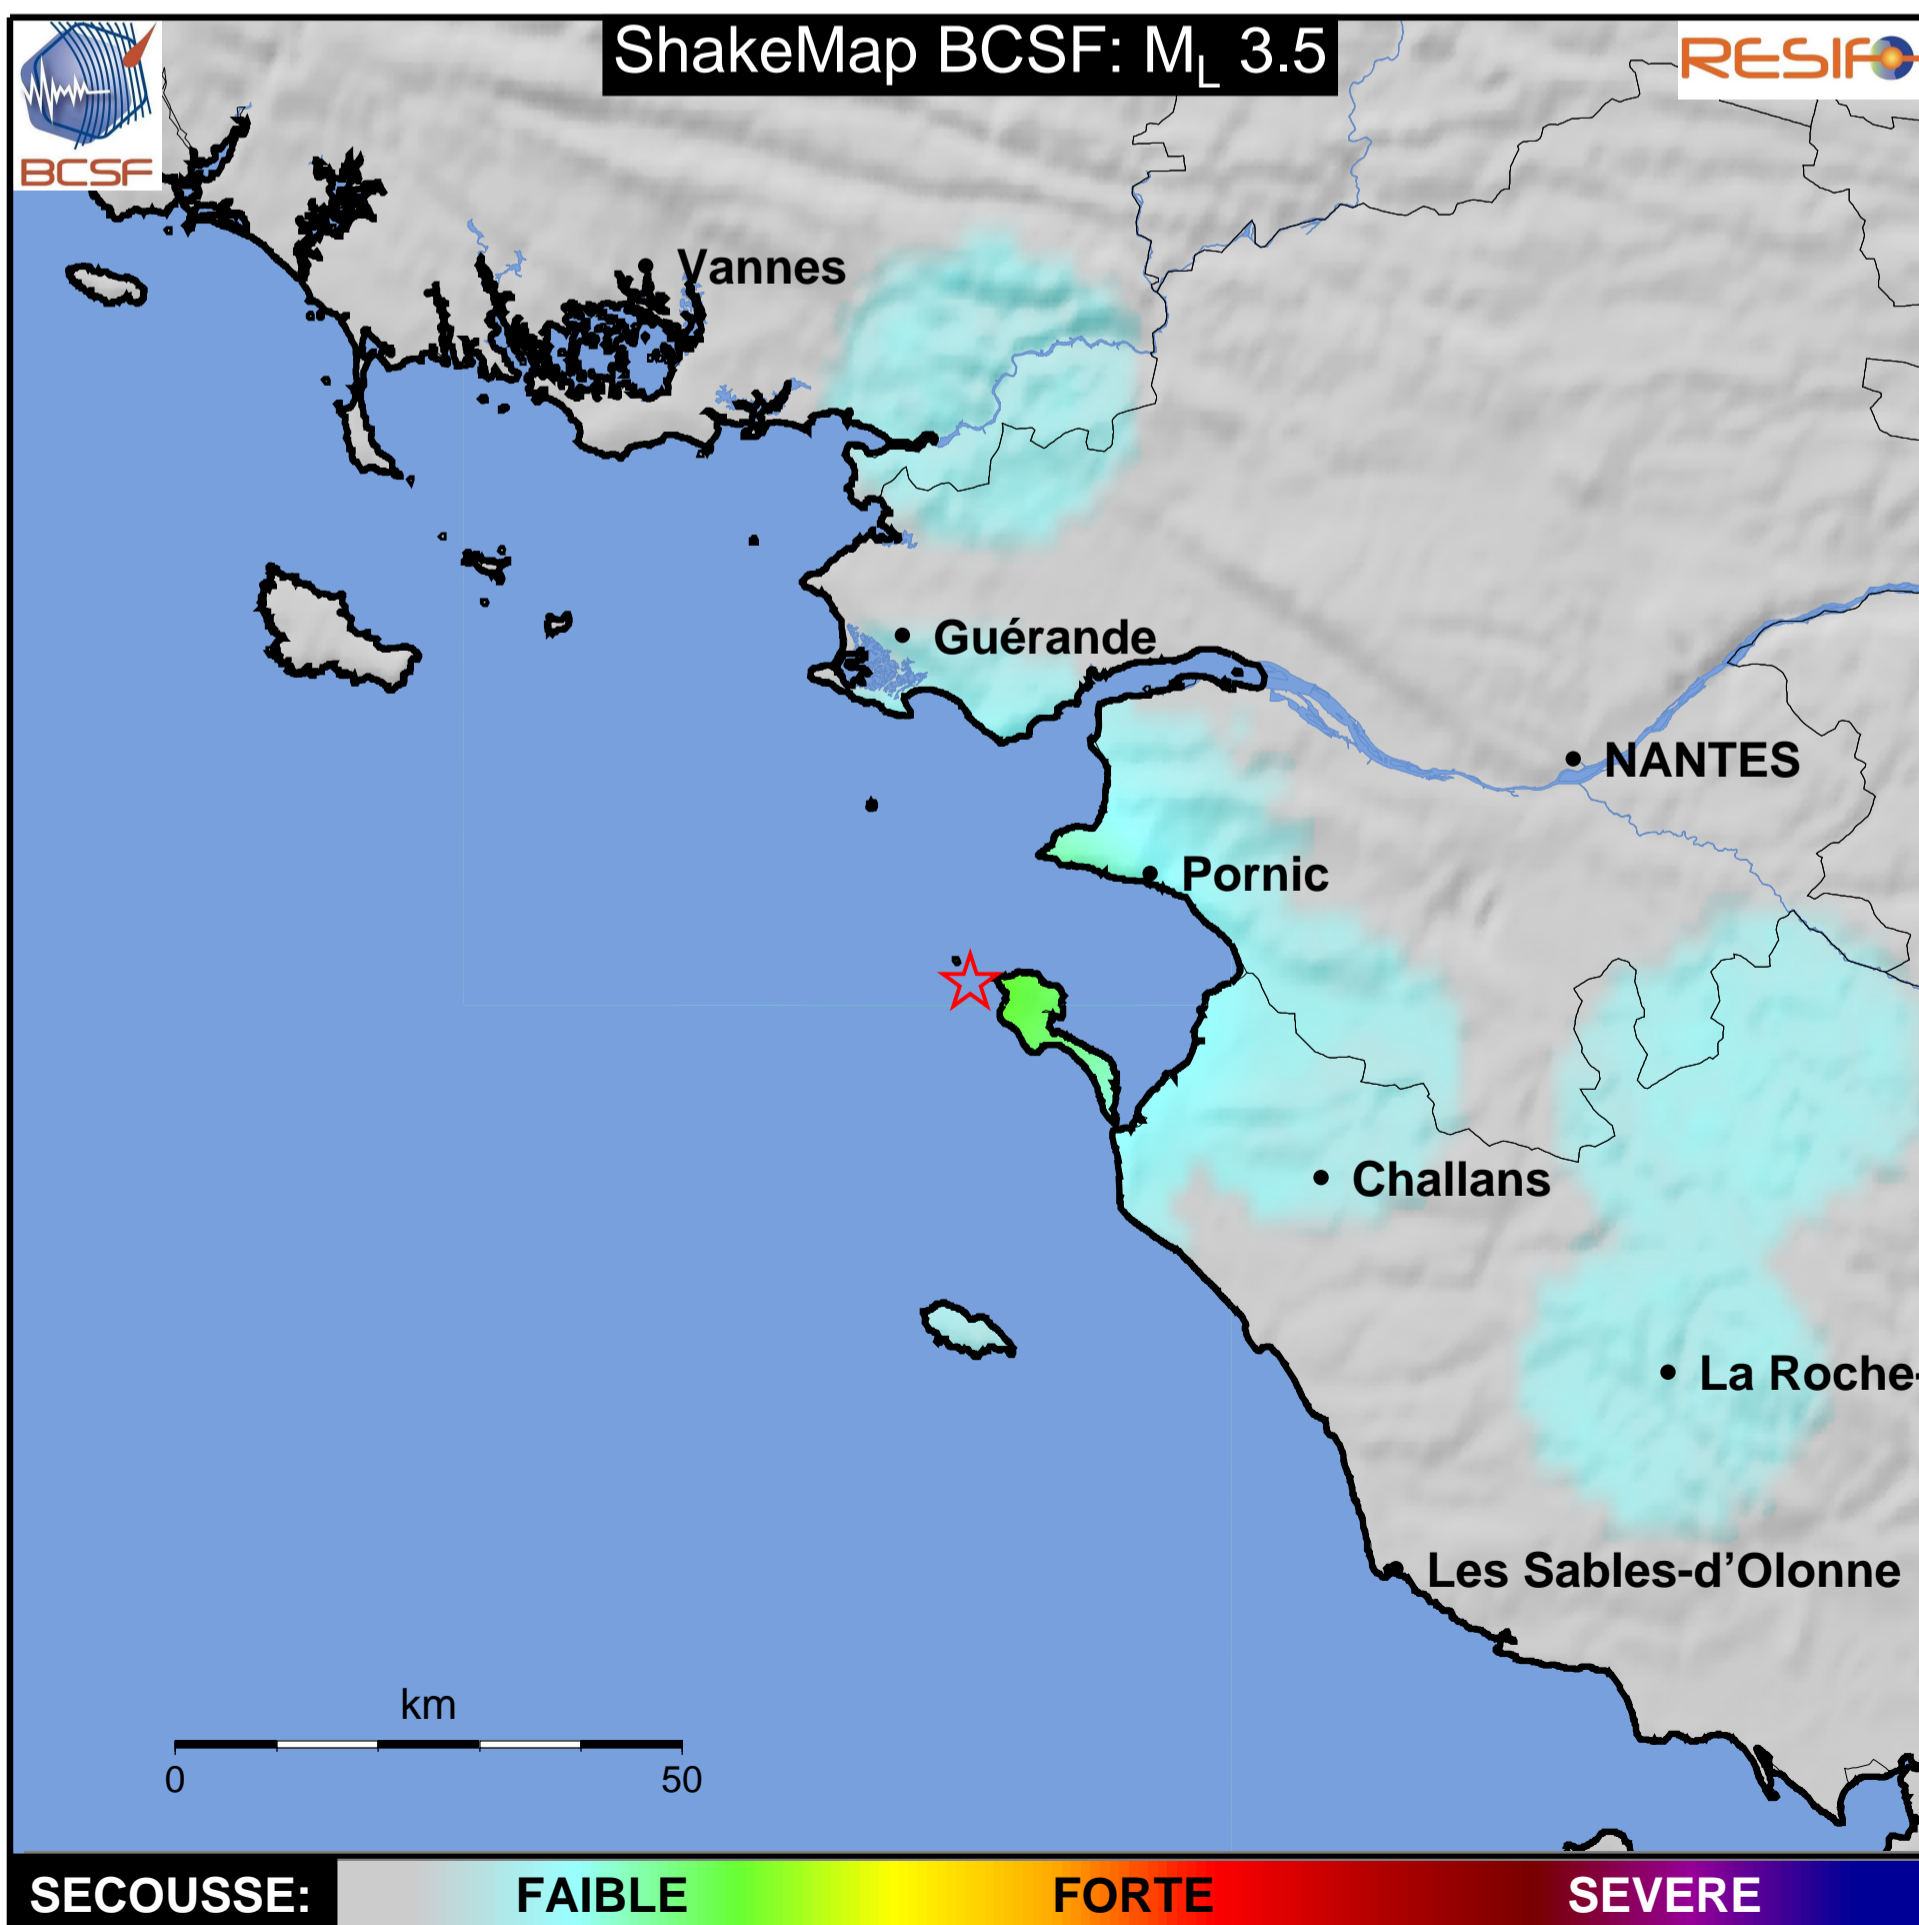 ShakeMap BCSF: ML 3.5
BCSF
RESIF
Vannes
Guérande
NANTES
Pornic
Challans
La Roche-
Les Sables-d’Olonne
km
0 50
SECOUSSE: FAIBLE FORTE SEVERE